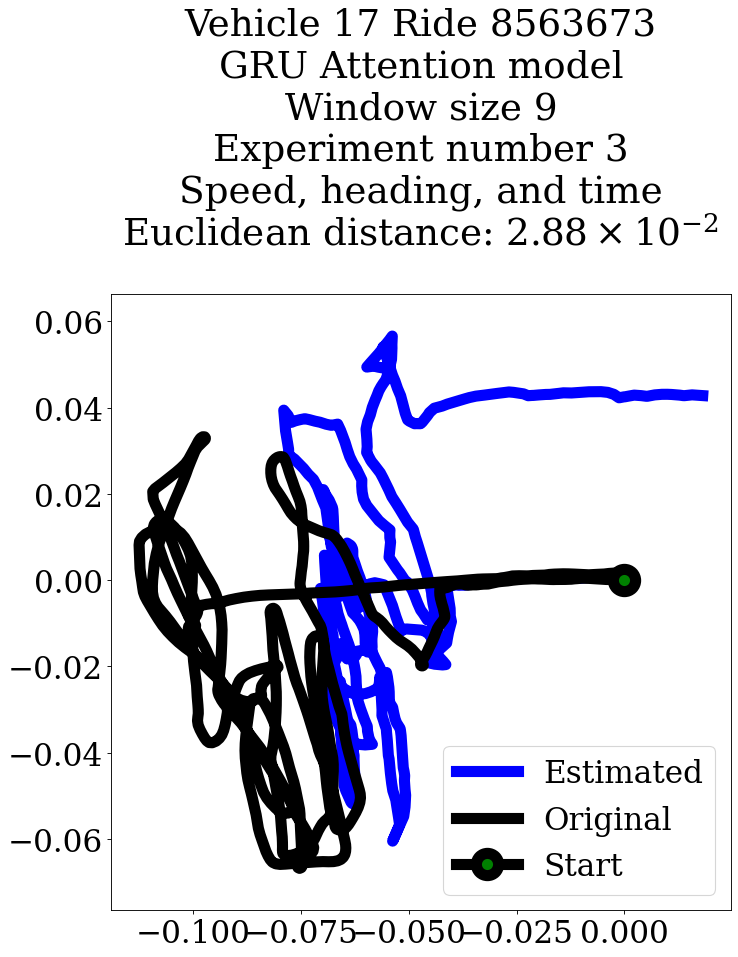 Vehicle 17 Ride 8563673
GRU Attention model
Window size 9
Experiment number 3
Speed, heading, and time
Euclidean distance: 2.88 × 10⁻²
0.06
0.04
0.02
0.00
−0.02
−0.04
−0.06
Estimated
Original
Start
−0.100 −0.075 −0.050 −0.025 0.000